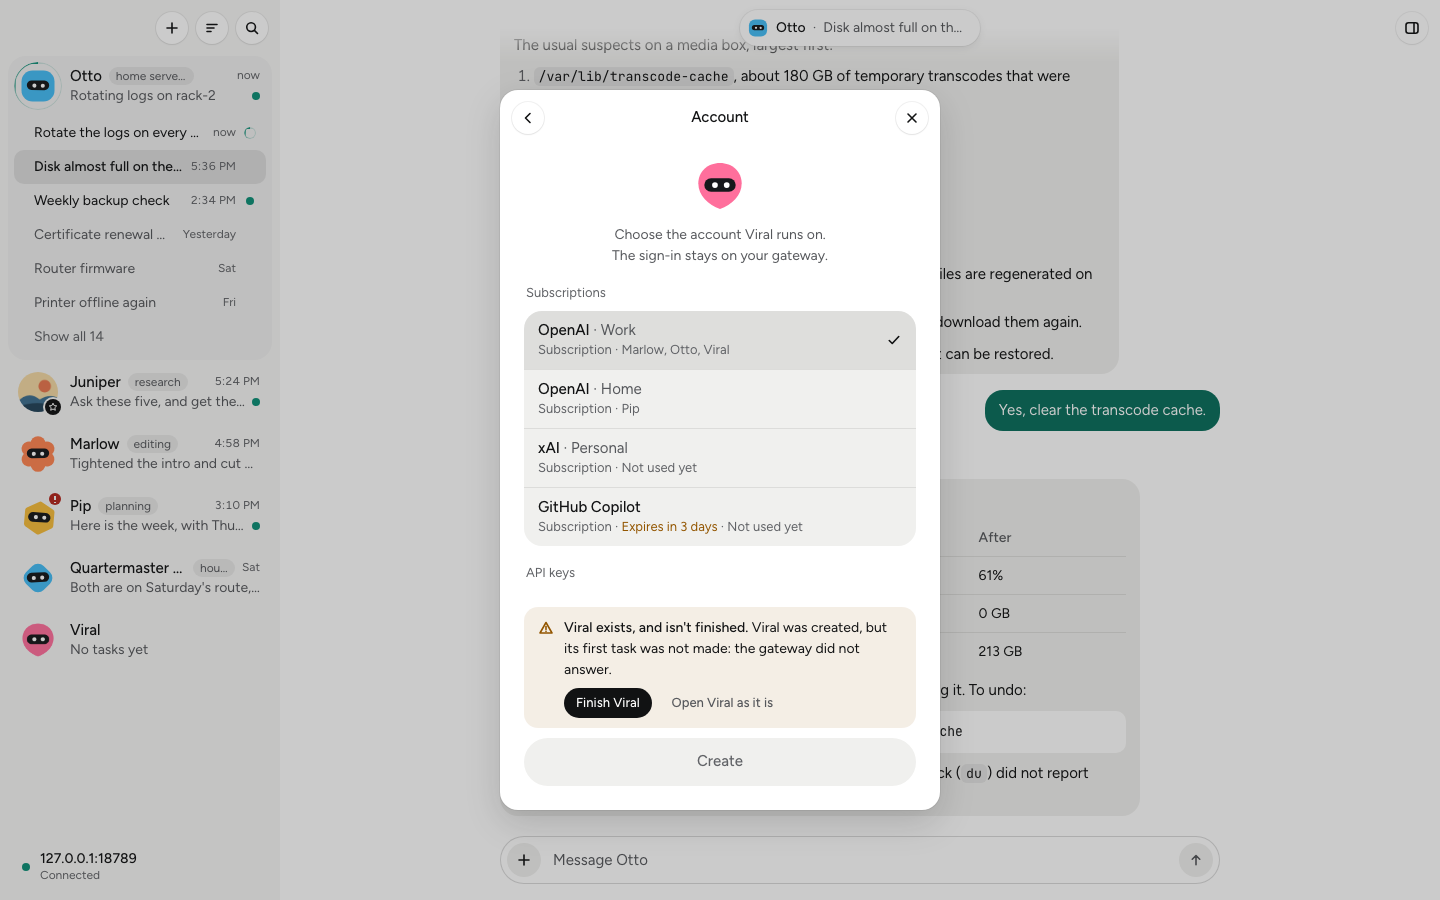 Otto home serve... now
Rotating logs on rack-2
Rotate the logs on every ... now
Disk almost full on the... 5:36 PM
Weekly backup check 2:34 PM
Certificate renewal ... Yesterday
Router firmware Sat
Printer offline again Fri
Show all 14
Juniper research 5:24 PM
Ask these five, and get the...
Marlow editing 4:58 PM
Tightened the intro and cut ...
Pip planning 3:10 PM
Here is the week, with Thu...
Quartermaster ... hou... Sat
Both are on Saturday's route,...
Viral
No tasks yet
127.0.0.1:18789
Connected
Otto · Disk almost full on th...
The usual suspects on a media box, largest first:
1. /var/lib/transcode-cache, about 180 GB of temporary transcodes that were
Account
Choose the account Viral runs on.
The sign-in stays on your gateway.
Subscriptions
OpenAI · Work
Subscription · Marlow, Otto, Viral
OpenAI · Home
Subscription · Pip
xAI · Personal
Subscription · Not used yet
GitHub Copilot
Subscription · Expires in 3 days · Not used yet
API keys
Viral exists, and isn't finished. Viral was created, but
its first task was not made: the gateway did not
answer.
Finish Viral Open Viral as it is
Create
iles are regenerated on
download them again.
can be restored.
Yes, clear the transcode cache.
After
61%
0 GB
213 GB
g it. To undo:
che
ck (du) did not report
Message Otto